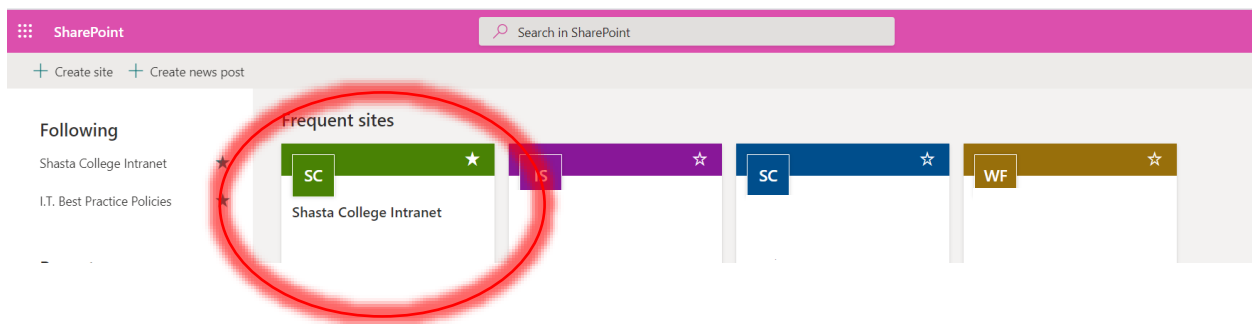 SharePoint
Search in SharePoint
+ Create site + Create news post
Following
Shasta College Intranet
I.T. Best Practice Policies
Frequent sites
SC
Shasta College Intranet
IS
SC
WF